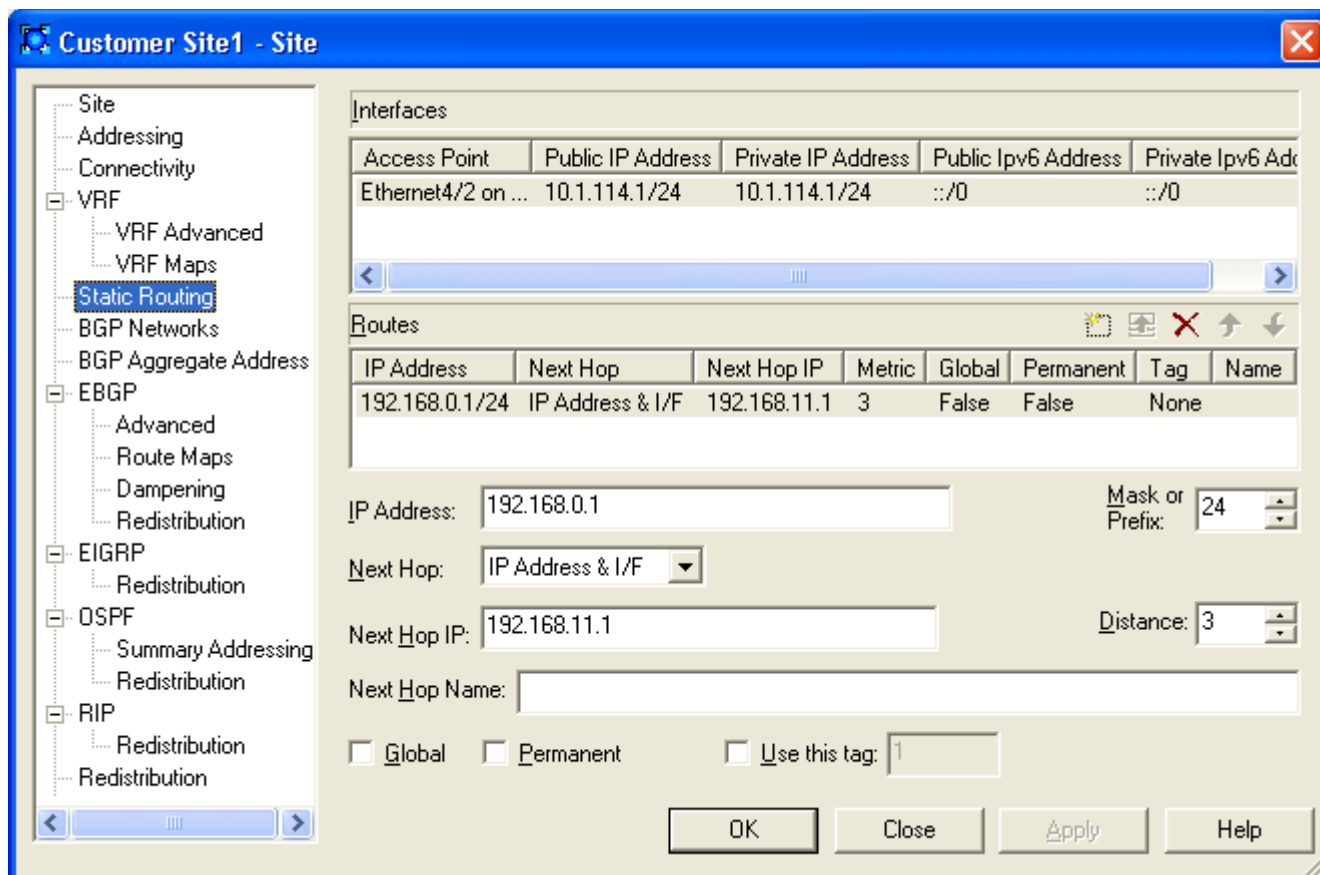 Customer Site1 - Site
Site
Addressing
Connectivity
VRF
VRF Advanced
VRF Maps
Static Routing
BGP Networks
BGP Aggregate Address
EBGP
Advanced
Route Maps
Dampening
Redistribution
EIGRP
Redistribution
OSPF
Summary Addressing
Redistribution
RIP
Redistribution
Redistribution
Interfaces
Access Point Public IP Address Private IP Address Public Ipv6 Address Private Ipv6 Add
Ethernet4/2 on ... 10.1.114.1/24 10.1.114.1/24 ::/0 ::/0
Routes
IP Address Next Hop Next Hop IP Metric Global Permanent Tag Name
192.168.0.1/24 IP Address & I/F 192.168.11.1 3 False False None
IP Address: 192.168.0.1 Mask or Prefix: 24
Next Hop: IP Address & I/F
Next Hop IP: 192.168.11.1 Distance: 3
Next Hop Name:
Global Permanent Use this tag: 1
OK Close Apply Help